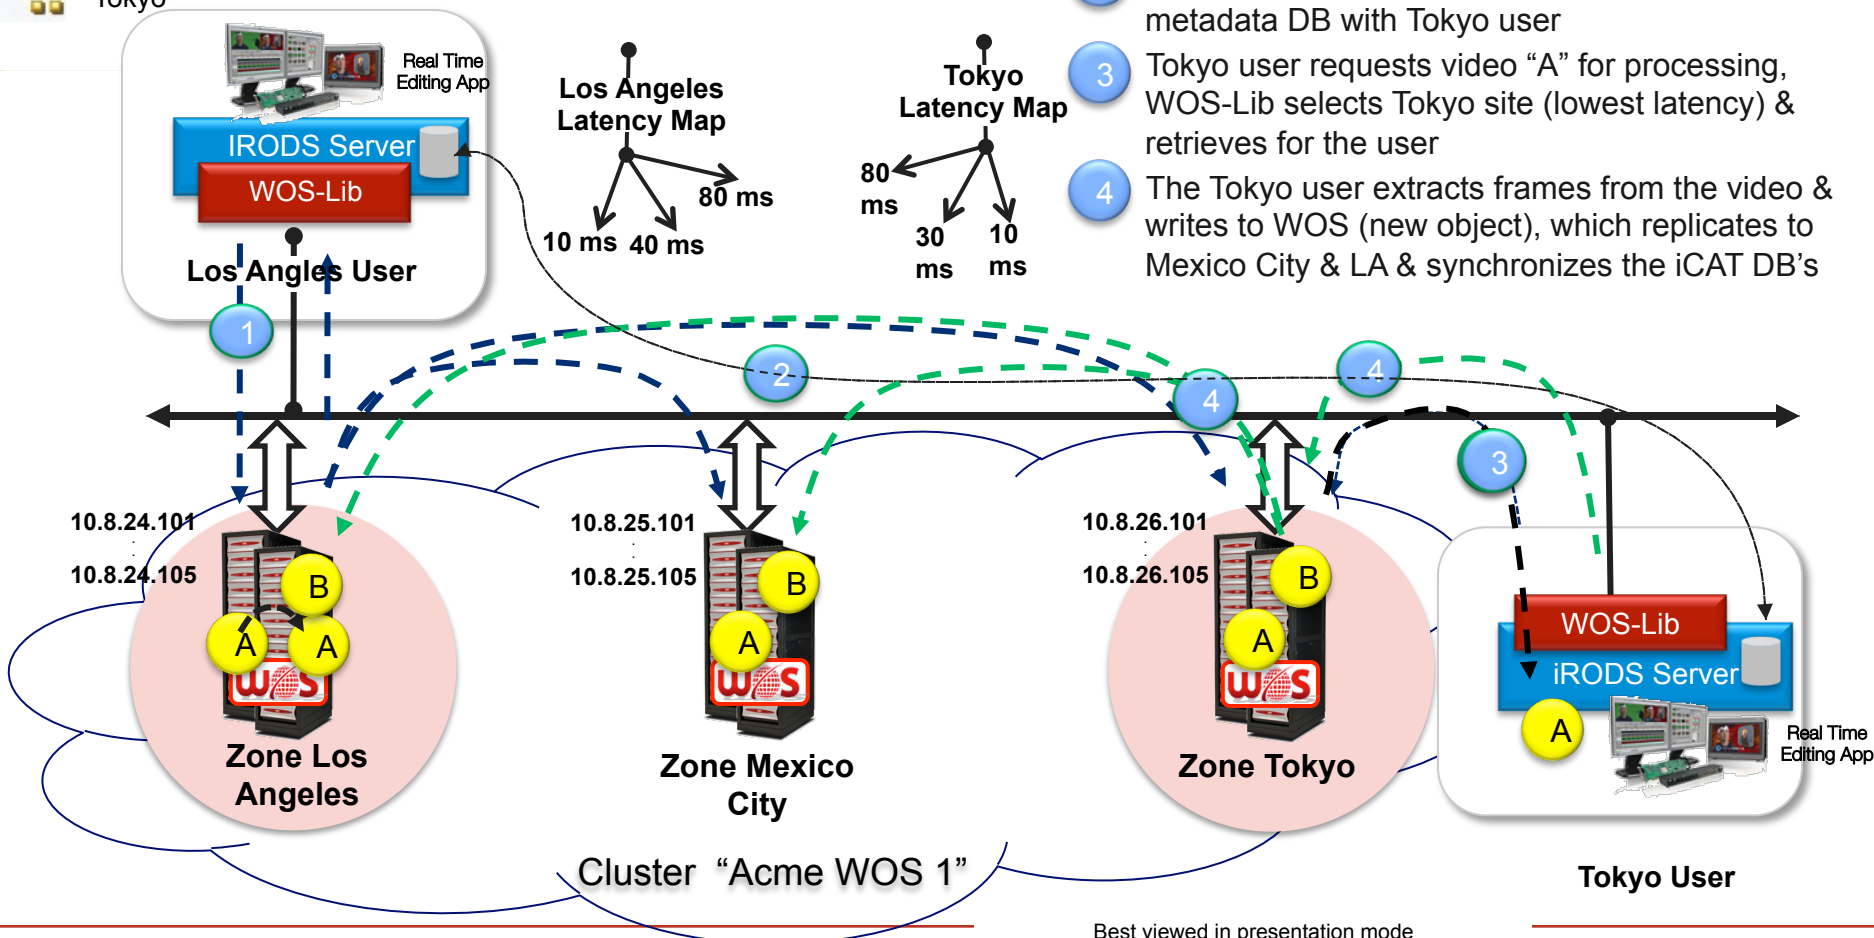 Tokyo
metadata DB with Tokyo user
3
Tokyo user requests video “A” for processing,
WOS-Lib selects Tokyo site (lowest latency) &
retrieves for the user
4
The Tokyo user extracts frames from the video &
writes to WOS (new object), which replicates to
Mexico City & LA & synchronizes the iCAT DB’s
Real Time
Editing App
IRODS Server
WOS-Lib
Los Angles User
Los Angeles
Latency Map
10 ms
40 ms
80 ms
Tokyo
Latency Map
80
ms
30
ms
10
ms
1
2
4
4
3
10.8.24.101
.
.
10.8.24.105
B
A
A
WOS
Zone Los
Angeles
10.8.25.101
.
.
10.8.25.105
B
A
WOS
Zone Mexico
City
10.8.26.101
.
.
10.8.26.105
B
A
WOS
Zone Tokyo
WOS-Lib
iRODS Server
A
Real Time
Editing App
Tokyo User
Cluster “Acme WOS 1”
Best viewed in presentation mode